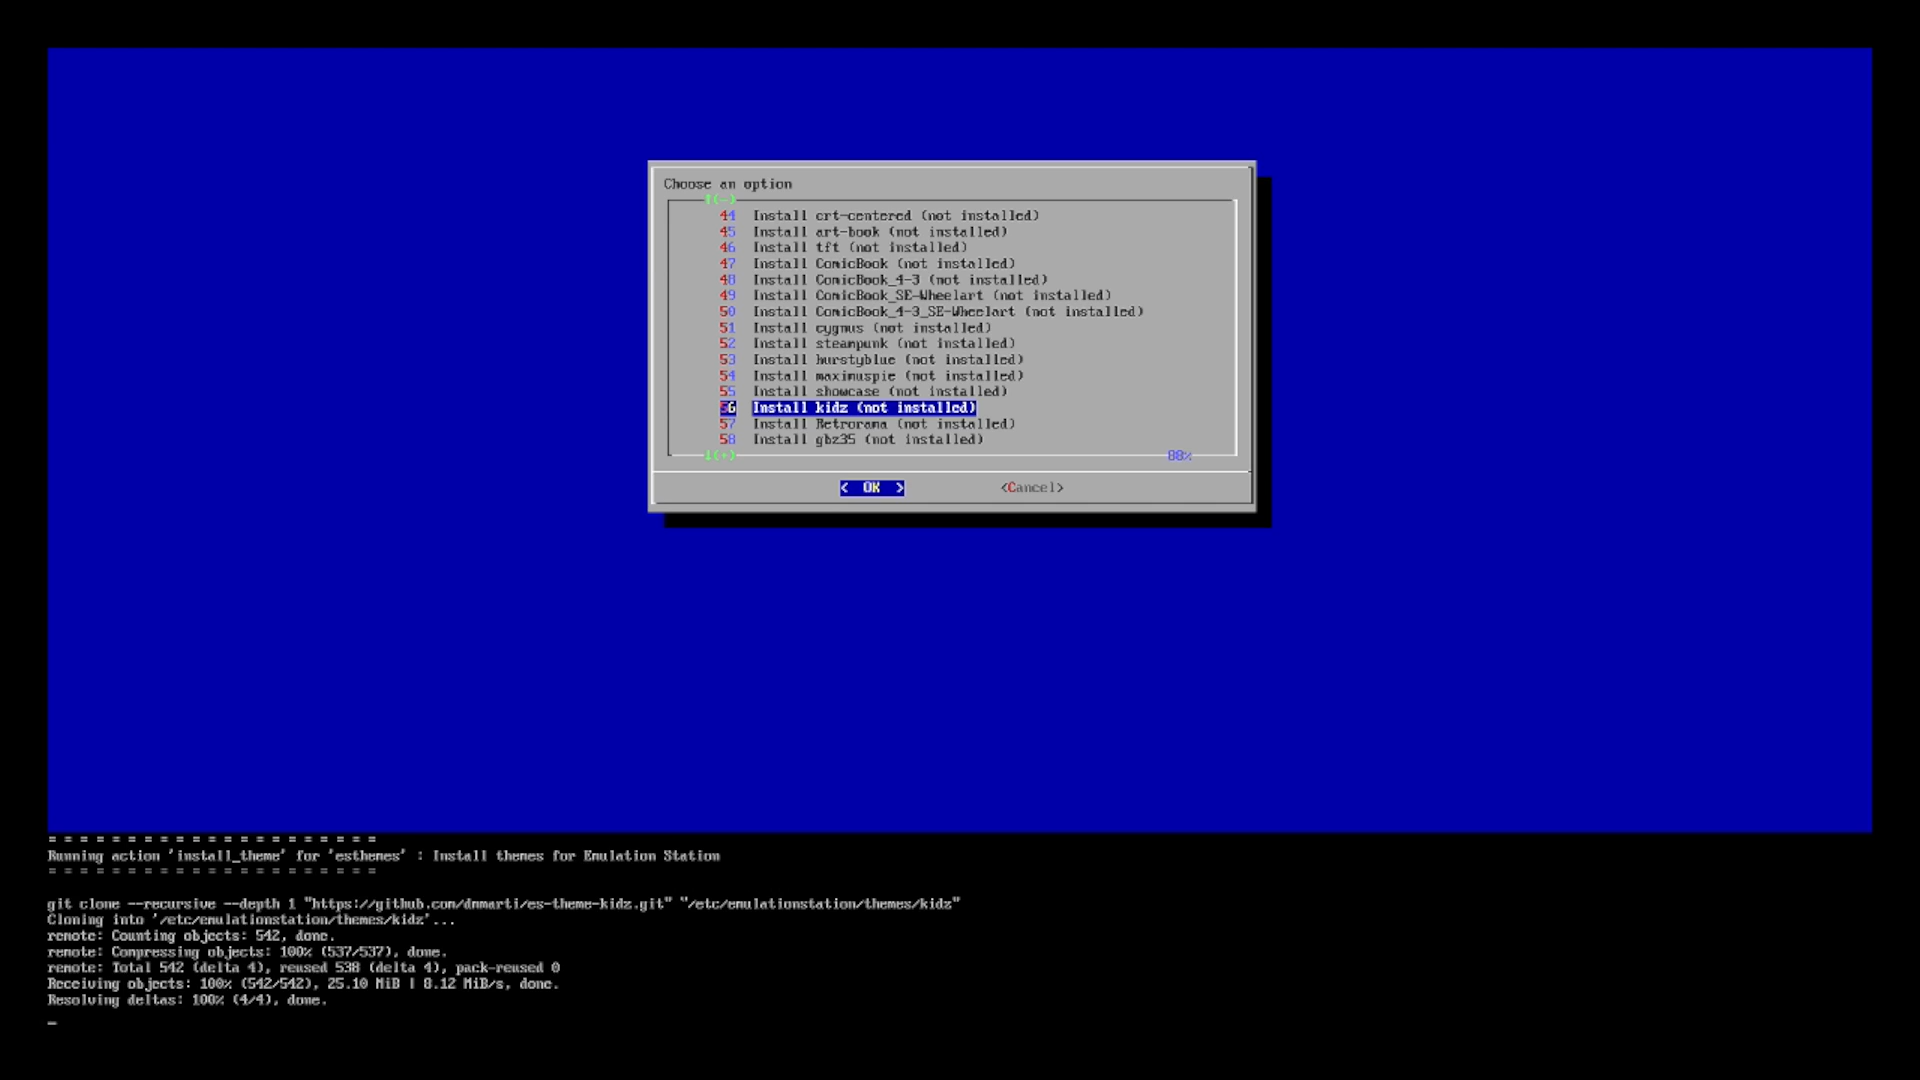 Choose an option
↑(-)
44 Install crt-centered (not installed)
45 Install art-book (not installed)
46 Install tft (not installed)
47 Install ComicBook (not installed)
48 Install ComicBook_4-3 (not installed)
49 Install ComicBook_SE-Wheelart (not installed)
50 Install ComicBook_4-3_SE-Wheelart (not installed)
51 Install cygnus (not installed)
52 Install steampunk (not installed)
53 Install hurstyblue (not installed)
54 Install maximuspie (not installed)
55 Install showcase (not installed)
56 Install kidz (not installed)
57 Install Retrorama (not installed)
58 Install gbz35 (not installed)
↓(+) 88%
< OK > <Cancel>
= = = = = = = = = = = = = = = = = = = = =
Running action 'install_theme' for 'esthemes' : Install themes for Emulation Station
= = = = = = = = = = = = = = = = = = = = =
git clone --recursive --depth 1 "https://github.com/dmmarti/es-theme-kidz.git" "/etc/emulationstation/themes/kidz"
Cloning into '/etc/emulationstation/themes/kidz'...
remote: Counting objects: 542, done.
remote: Compressing objects: 100% (537/537), done.
remote: Total 542 (delta 4), reused 538 (delta 4), pack-reused 0
Receiving objects: 100% (542/542), 25.10 MiB | 8.12 MiB/s, done.
Resolving deltas: 100% (4/4), done.
_